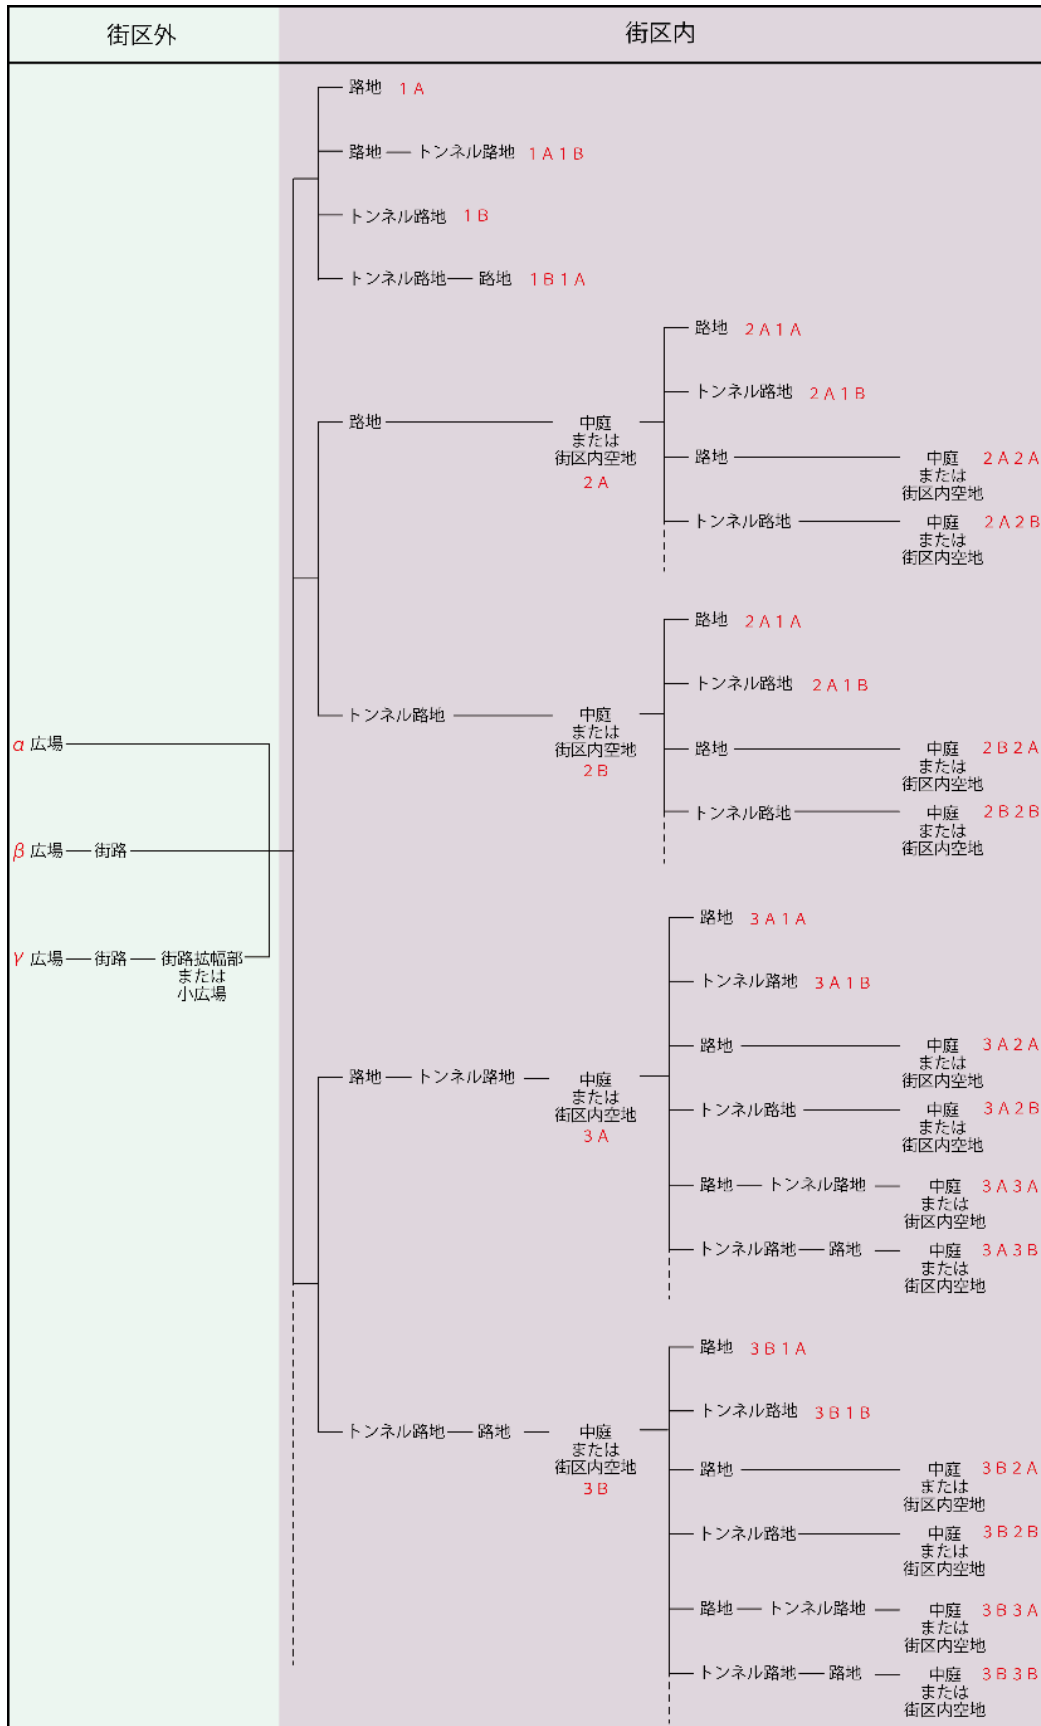 街区外
街区内
路地 1A
路地 トンネル路地 1A1B
トンネル路地 1B
トンネル路地 路地 1B1A
路地 2A1A
トンネル路地 2A1B
路地
中庭
または
街区内空地
2A
路地
中庭 2A2A
または
街区内空地
トンネル路地
中庭 2A2B
または
街区内空地
路地 2A1A
トンネル路地 2A1B
トンネル路地
中庭
または
街区内空地
2B
路地
中庭 2B2A
または
街区内空地
トンネル路地
中庭 2B2B
または
街区内空地
α 広場
β 広場 街路
γ 広場 街路 街路拡幅部
または
小広場
路地 3A1A
トンネル路地 3A1B
路地 トンネル路地
中庭
または
街区内空地
3A
路地
中庭 3A2A
または
街区内空地
トンネル路地
中庭 3A2B
または
街区内空地
路地 トンネル路地
中庭 3A3A
または
街区内空地
トンネル路地 路地
中庭 3A3B
または
街区内空地
路地 3B1A
トンネル路地 3B1B
トンネル路地 路地
中庭
または
街区内空地
3B
路地
中庭 3B2A
または
街区内空地
トンネル路地
中庭 3B2B
または
街区内空地
路地 トンネル路地
中庭 3B3A
または
街区内空地
トンネル路地 路地
中庭 3B3B
または
街区内空地